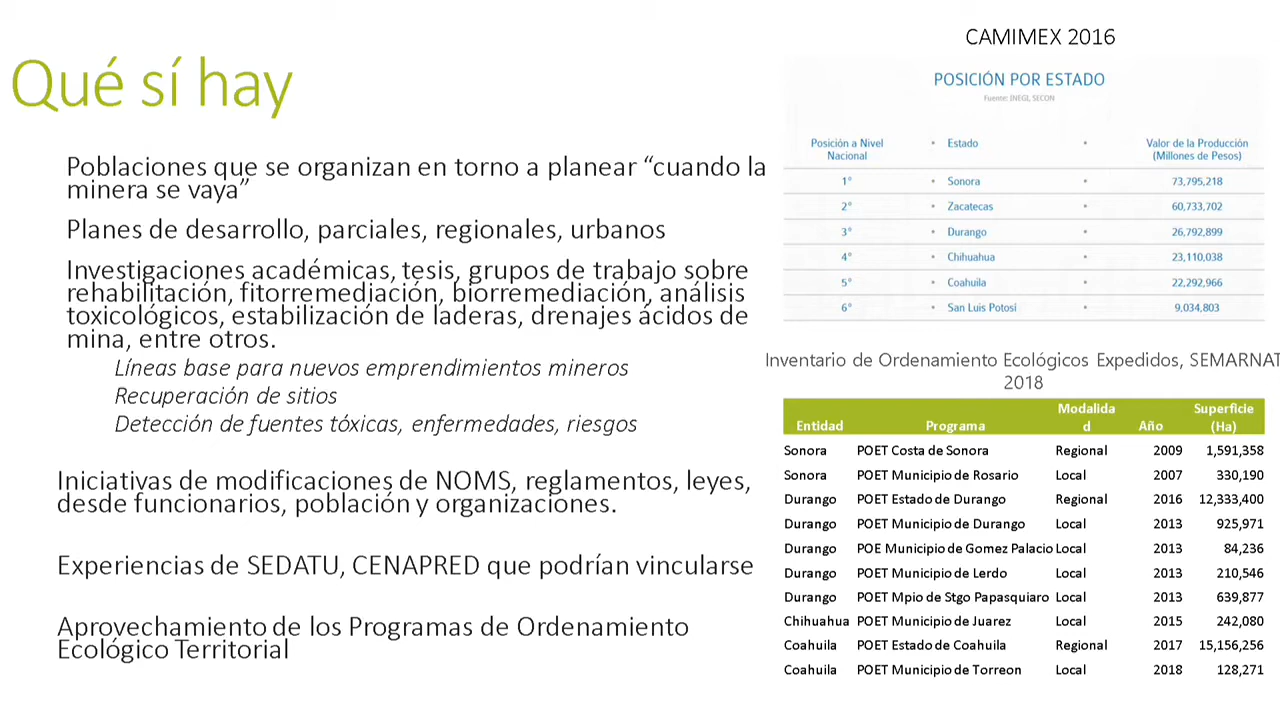 Qué sí hay
Poblaciones que se organizan en torno a planear “cuando la
minera se vaya”
Planes de desarrollo, parciales, regionales, urbanos
Investigaciones académicas, tesis, grupos de trabajo sobre
rehabilitación, fitorremediación, biorremediación, análisis
toxicológicos, estabilización de laderas, drenajes ácidos de
mina, entre otros.
Líneas base para nuevos emprendimientos mineros
Recuperación de sitios
Detección de fuentes tóxicas, enfermedades, riesgos
Iniciativas de modificaciones de NOMS, reglamentos, leyes,
desde funcionarios, población y organizaciones.
Experiencias de SEDATU, CENAPRED que podrían vincularse
Aprovechamiento de los Programas de Ordenamiento
Ecológico Territorial
CAMIMEX 2016
POSICIÓN POR ESTADO
Fuente: INEGI, SECON
Posición a Nivel Nacional • Estado • Valor de la Producción (Millones de Pesos)
1° • Sonora • 73,795,218
2° • Zacatecas • 60,733,702
3° • Durango • 26,792,899
4° • Chihuahua • 23,110,038
5° • Coahuila • 22,292,966
6° • San Luis Potosí • 9,034,803
Inventario de Ordenamiento Ecológicos Expedidos, SEMARNAT
2018
Entidad Programa Modalidad Año Superficie (Ha)
Sonora POET Costa de Sonora Regional 2009 1,591,358
Sonora POET Municipio de Rosario Local 2007 330,190
Durango POET Estado de Durango Regional 2016 12,333,400
Durango POET Municipio de Durango Local 2013 925,971
Durango POE Municipio de Gomez Palacio Local 2013 84,236
Durango POET Municipio de Lerdo Local 2013 210,546
Durango POET Mpio de Stgo Papasquiaro Local 2013 639,877
Chihuahua POET Municipio de Juarez Local 2015 242,080
Coahuila POET Estado de Coahuila Regional 2017 15,156,256
Coahuila POET Municipio de Torreon Local 2018 128,271